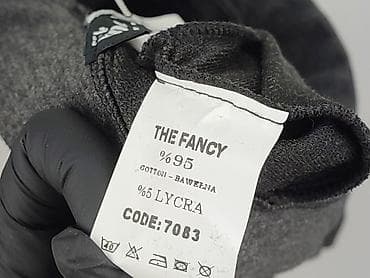 THE FANCY
%95
COTTON - BAWEŁNA
%5 LYCRA
CODE:7083